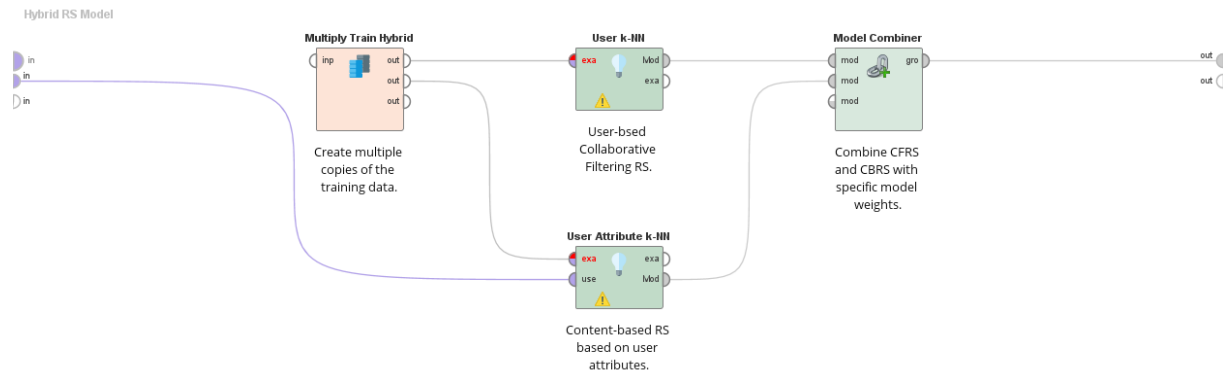 Hybrid RS Model
in
in
in
Multiply Train Hybrid
inp out
out
out
Create multiple
copies of the
training data.
User k-NN
exa Mod
exa
User-bsed
Collaborative
Filtering RS.
Model Combiner
mod gro
mod
mod
Combine CFRS
and CBRS with
specific model
weights.
out
out
User Attribute k-NN
exa exa
use Mod
Content-based RS
based on user
attributes.